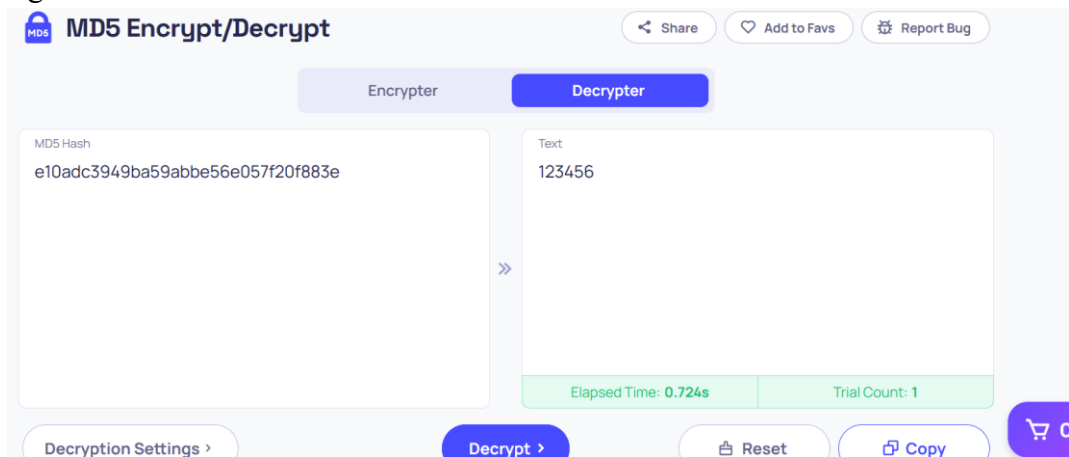 MD5 MD5 Encrypt/Decrypt
Share
Add to Favs
Report Bug
Encrypter
Decrypter
MD5 Hash
e10adc3949ba59abbe56e057f20f883e
Text
123456
»
Elapsed Time: 0.724s
Trial Count: 1
Decryption Settings >
Decrypt >
Reset
Copy